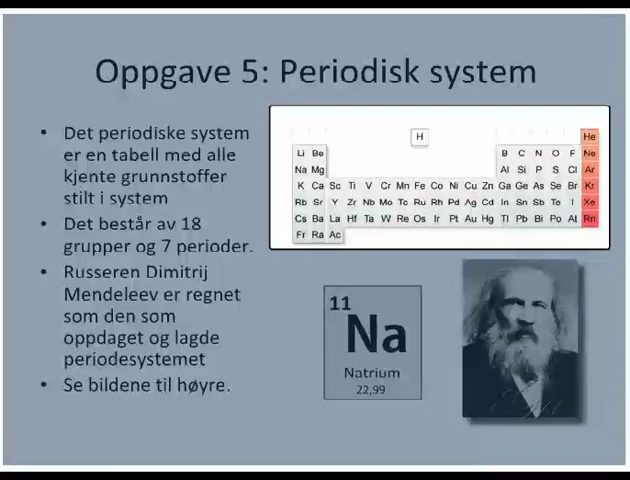 Oppgave 5: Periodisk system
• Det periodiske system
er en tabell med alle
kjente grunnstoffer
stilt i system
• Det består av 18
grupper og 7 perioder.
• Russeren Dimitrij
Mendeleev er regnet
som den som
oppdaget og lagde
periodesystemet
• Se bildene til høyre.
H He
Li Be B C N O F Ne
Na Mg Al Si P S Cl Ar
K Ca Sc Ti V Cr Mn Fe Co Ni Cu Zn Ga Ge As Se Br Kr
Rb Sr Y Zr Nb Mo Tc Ru Rh Pd Ag Cd In Sn Sb Te I Xe
Cs Ba La Hf Ta W Re Os Ir Pt Au Hg Tl Pb Bi Po At Rn
Fr Ra Ac
11
Na
Natrium
22,99